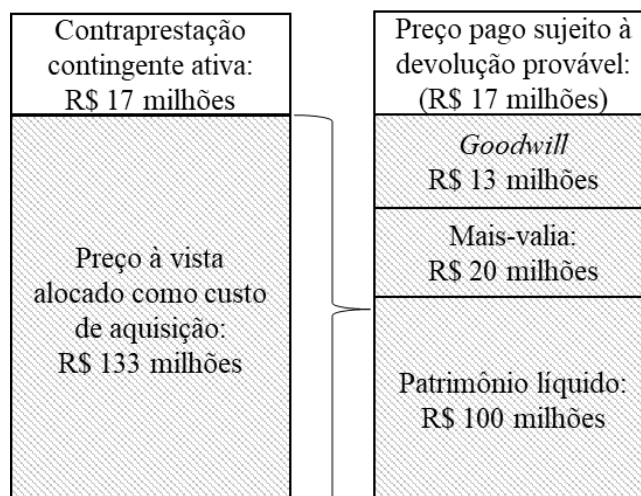 Contraprestação
contingente ativa:
R$ 17 milhões
Preço à vista
alocado como custo
de aquisição:
R$ 133 milhões
Preço pago sujeito à
devolução provável:
(R$ 17 milhões)
Goodwill
R$ 13 milhões
Mais-valia:
R$ 20 milhões
Patrimônio líquido:
R$ 100 milhões